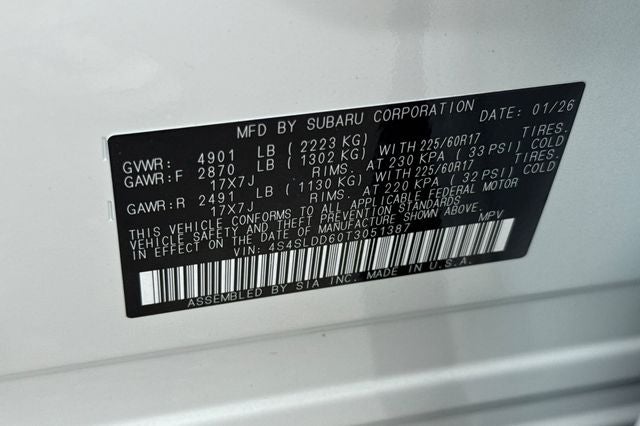 MFD BY SUBARU CORPORATION DATE: 01/26
GVWR: 4901 LB (2223 KG)
GAWR:F 2870 LB (1302 KG) WITH 225/60R17 TIRES.
17X7J RIMS. AT 230 KPA (33 PSI) COLD
GAWR:R 2491 LB (1130 KG) WITH 225/60R17 TIRES.
17X7J RIMS. AT 220 KPA (32 PSI) COLD
THIS VEHICLE CONFORMS TO ALL APPLICABLE FEDERAL MOTOR
VEHICLE SAFETY AND THEFT PREVENTION STANDARDS
IN EFFECT ON THE DATE OF MANUFACTURE SHOWN ABOVE.
VIN: 4S4SLDD60T3051387 MPV
ASSEMBLED BY SIA INC. MADE IN U.S.A.